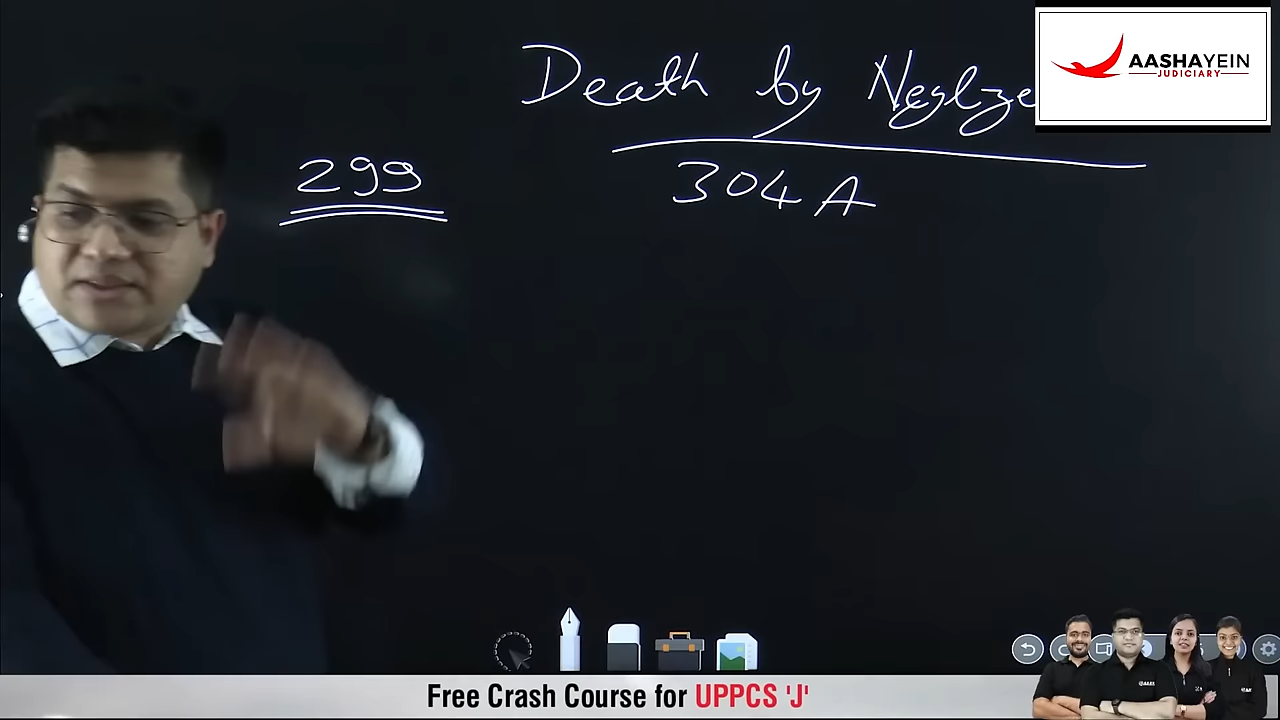 Death by Neglige
299
304 A
AASHAYEIN
JUDICIARY
Free Crash Course for UPPCS 'J'